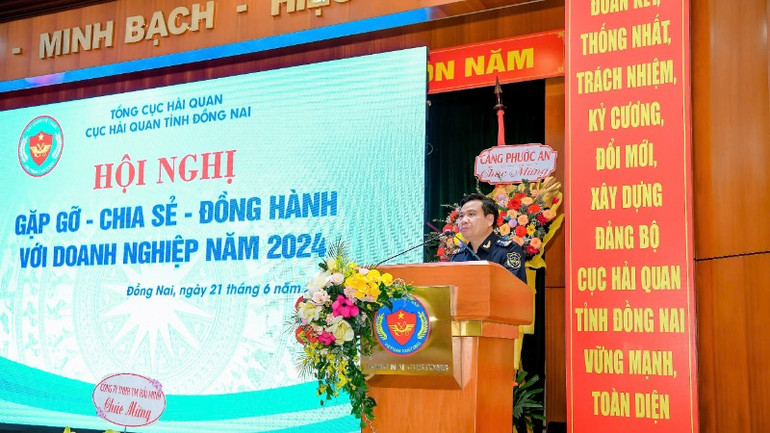 - MINH BẠCH -
TỔNG CỤC HẢI QUAN
CỤC HẢI QUAN TỈNH ĐỒNG NAI
HỘI NGHỊ
GẶP GỠ - CHIA SẺ - ĐỒNG HÀNH
VỚI DOANH NGHIỆP NĂM 2024
Đồng Nai, ngày 21 tháng 6
CẢNG PHƯỚC AN
Chúc Mừng
Chúc Mừng
NĂM
ĐOÀN KẾT,
THỐNG NHẤT,
TRÁCH NHIỆM,
KỶ CƯƠNG,
ĐỔI MỚI,
XÂY DỰNG
ĐẢNG BỘ
CỤC HẢI QUAN
TỈNH ĐỒNG NAI
VỮNG MẠNH,
TOÀN DIỆN